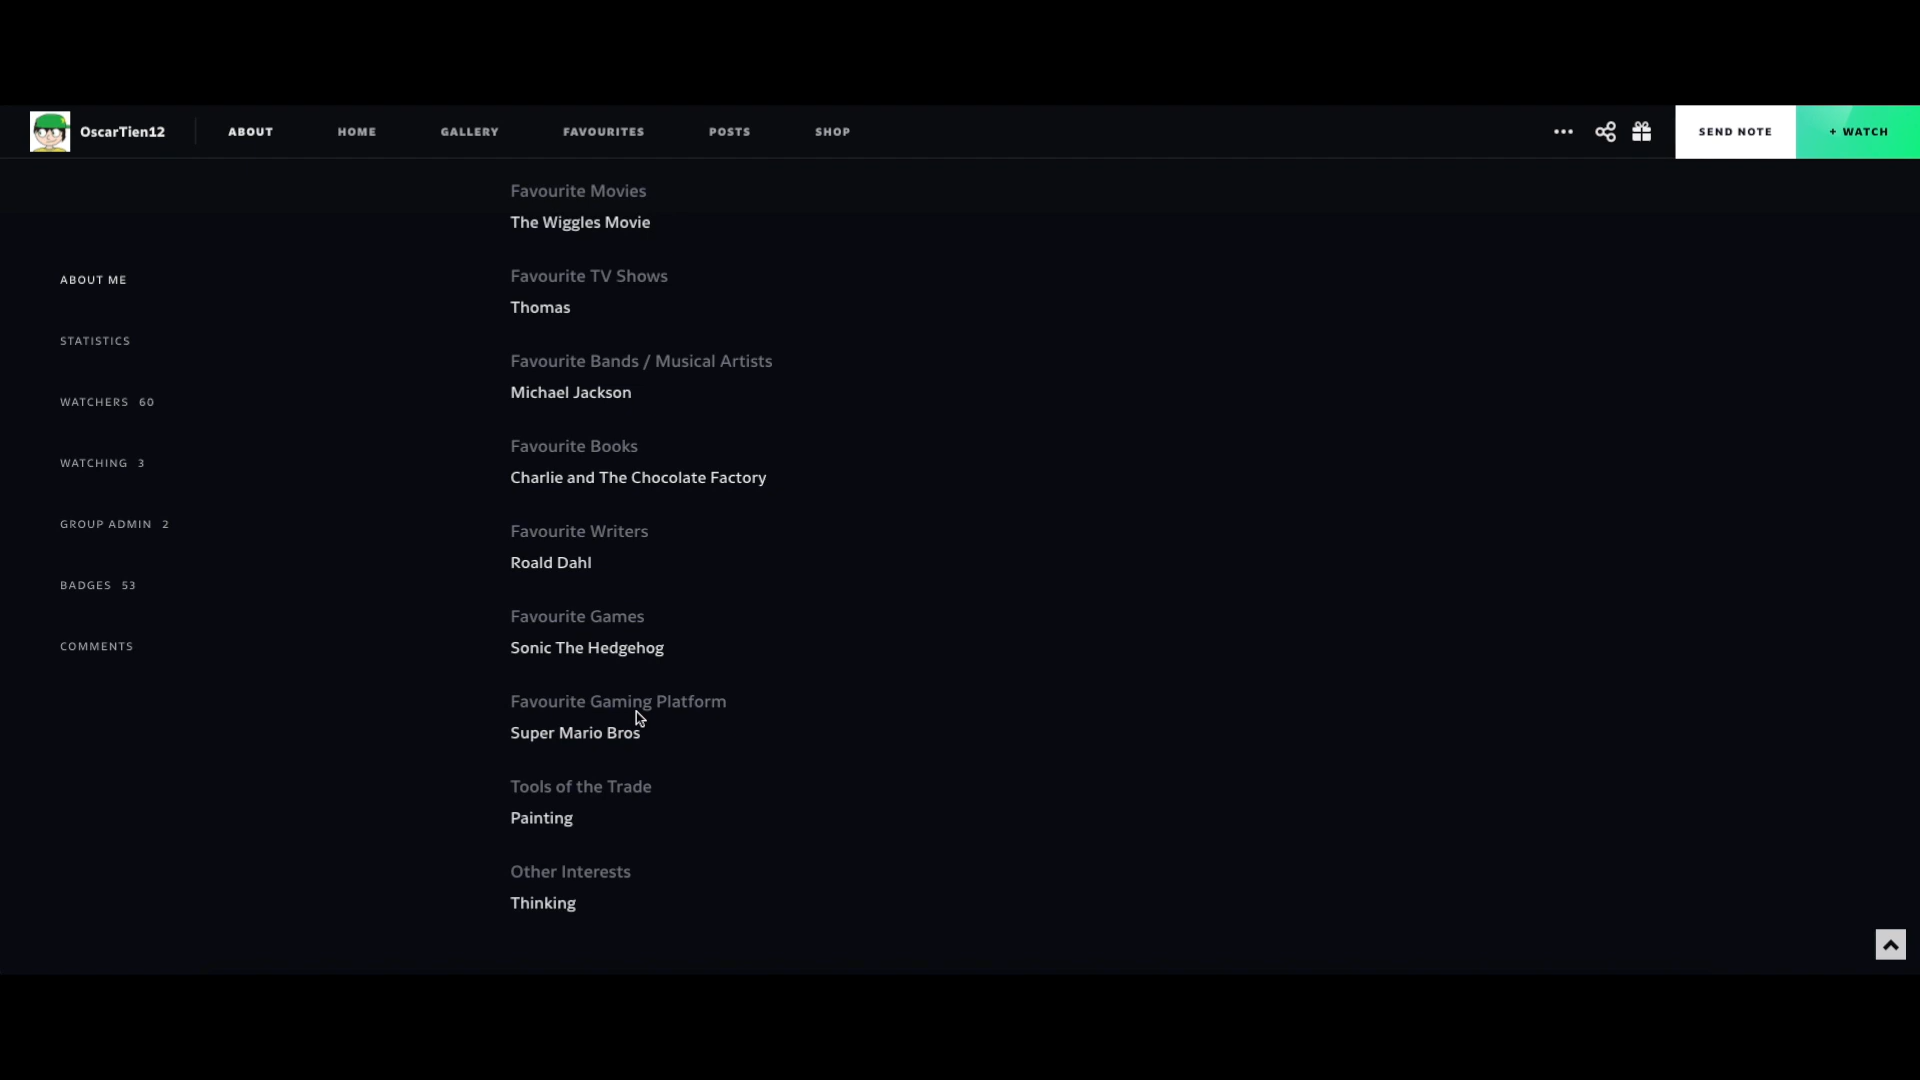 OscarTien12
ABOUT
HOME
GALLERY
FAVOURITES
POSTS
SHOP
SEND NOTE
+ WATCH
ABOUT ME
STATISTICS
WATCHERS 60
WATCHING 3
GROUP ADMIN 2
BADGES 53
COMMENTS
Favourite Movies
The Wiggles Movie
Favourite TV Shows
Thomas
Favourite Bands / Musical Artists
Michael Jackson
Favourite Books
Charlie and The Chocolate Factory
Favourite Writers
Roald Dahl
Favourite Games
Sonic The Hedgehog
Favourite Gaming Platform
Super Mario Bros
Tools of the Trade
Painting
Other Interests
Thinking